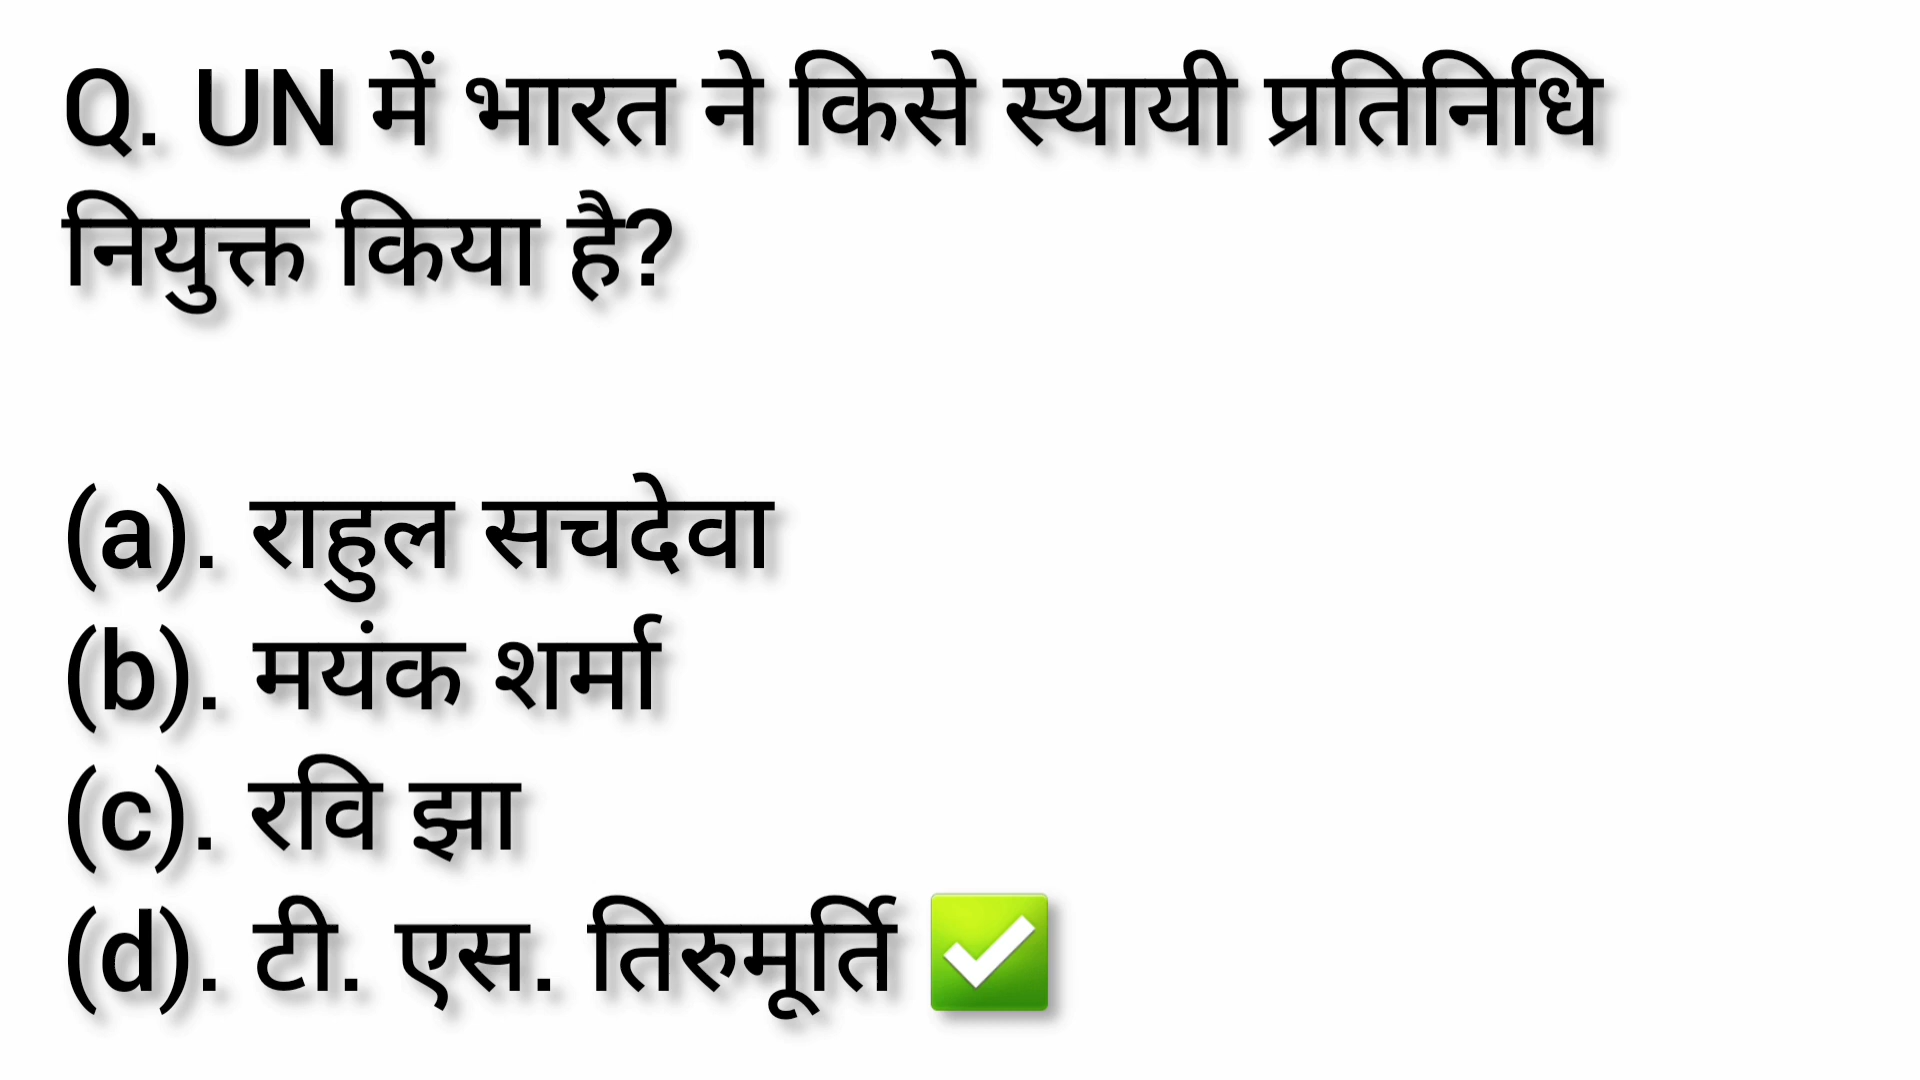 Q. UN में भारत ने किसे स्थायी प्रतिनिधि
नियुक्त किया है?
(a). राहुल सचदेवा
(b). मयंक शर्मा
(c). रवि झा
(d). टी. एस. तिरुमूर्ति ✅